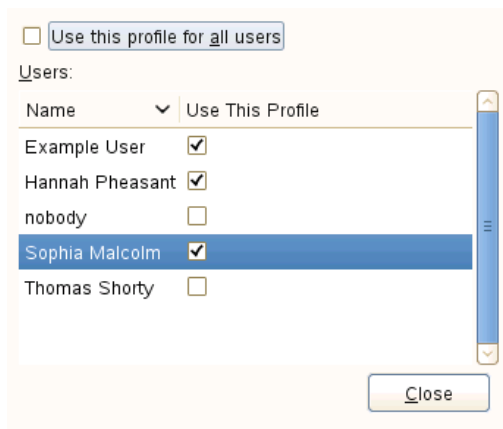 Use this profile for all users
Users:
Name Use This Profile
Example User
Hannah Pheasant
nobody
Sophia Malcolm
Thomas Shorty
Close